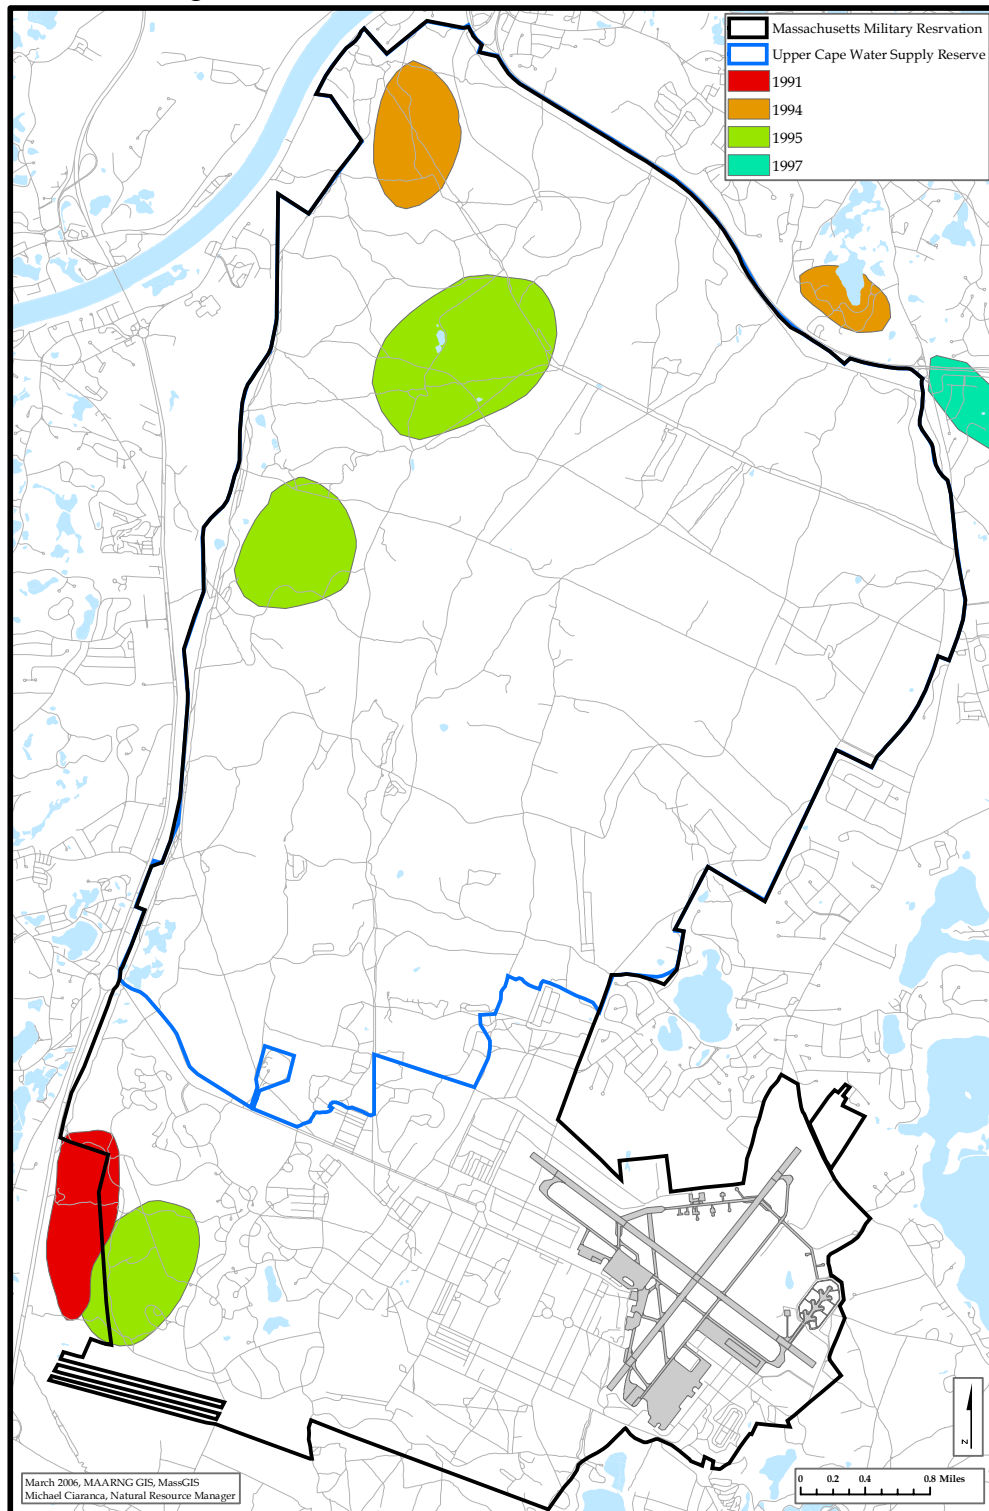 Massachusetts Military Resrvation
Upper Cape Water Supply Reserve
1991
1994
1995
1997
March 2006, MAARNG GIS, MassGIS
Michael Ciaranca, Natural Resource Manager
N
0 0.2 0.4 0.8 Miles